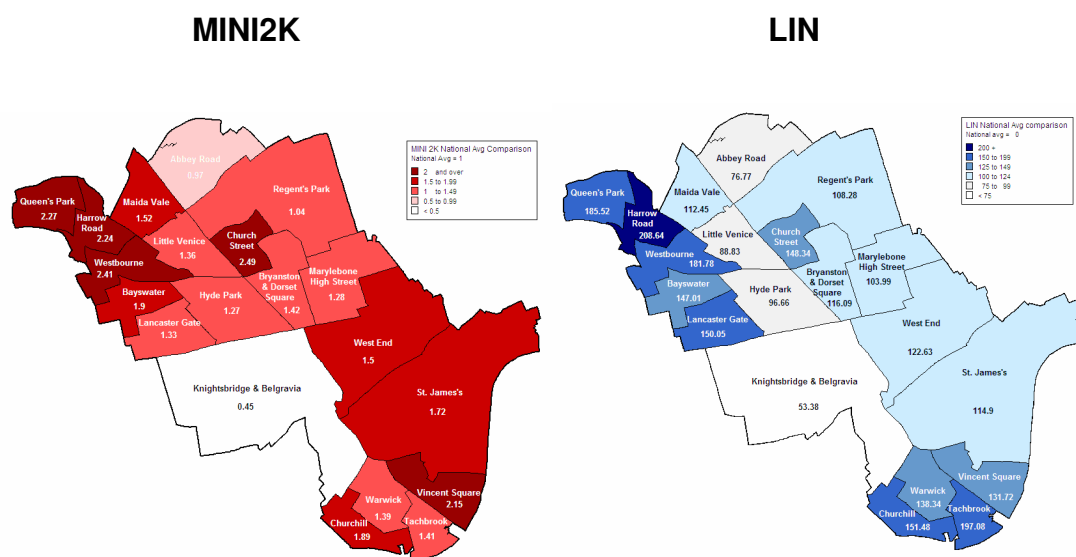 MINI2K
LIN
MINI 2K National Avg Comparison
National Avg = 1
2 and over
1.5 to 1.99
1 to 1.49
0.5 to 0.99
< 0.5
Abbey Road
0.97
Regent's Park
1.04
Queen's Park
2.27
Maida Vale
1.52
Harrow
Road
2.24
Little Venice
1.36
Church
Street
2.49
Westbourne
2.41
Bryanston
& Dorset
Square
1.42
Marylebone
High Street
1.28
Bayswater
1.9
Hyde Park
1.27
Lancaster Gate
1.33
West End
1.5
Knightsbridge & Belgravia
0.45
St. James's
1.72
Vincent Square
2.15
Warwick
1.39
Churchill
1.89
Tachbrook
1.41
LIN National Avg comparison
National avg = 0
200 +
150 to 199
125 to 149
100 to 124
75 to 99
< 75
Abbey Road
76.77
Regent's Park
108.28
Queen's Park
185.52
Maida Vale
112.45
Harrow
Road
208.64
Little Venice
88.83
Church
Street
148.34
Westbourne
181.78
Bryanston
& Dorset
Square
116.09
Marylebone
High Street
103.99
Bayswater
147.01
Hyde Park
96.66
Lancaster Gate
150.05
West End
122.63
Knightsbridge & Belgravia
53.38
St. James's
114.9
Vincent Square
131.72
Warwick
138.34
Churchill
151.48
Tachbrook
197.08